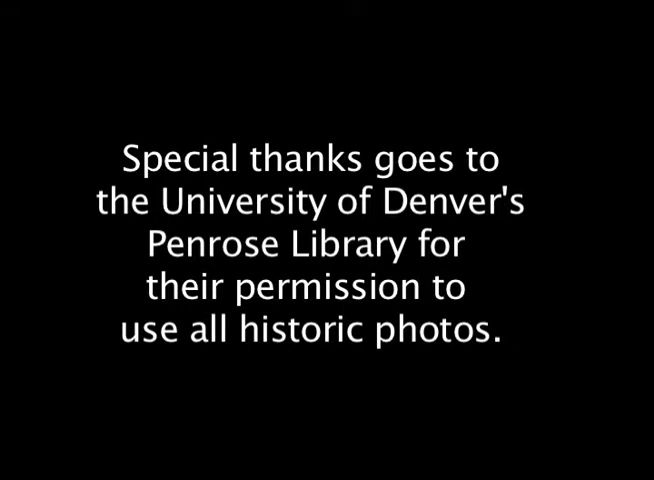 Special thanks goes to
the University of Denver's
Penrose Library for
their permission to
use all historic photos.